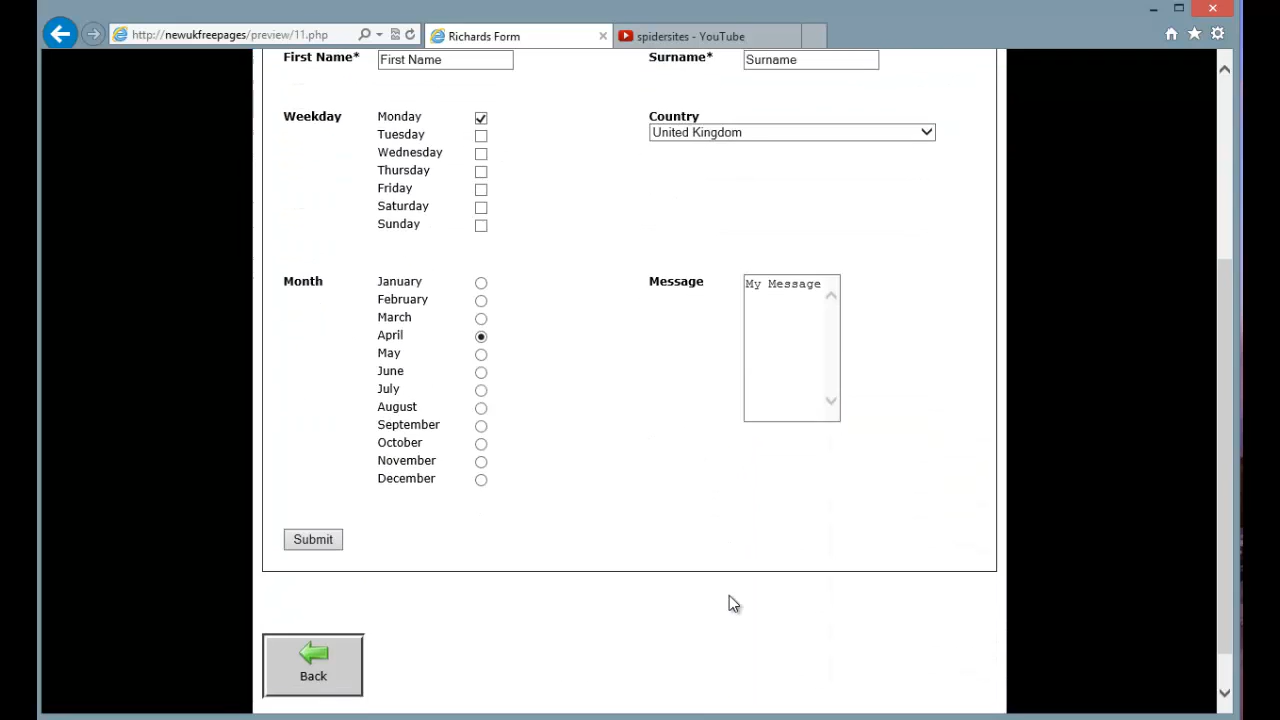 http://newukfreepages/preview/11.php
Richards Form
spidersites - YouTube
First Name*
First Name
Surname*
Surname
Weekday
Monday
Tuesday
Wednesday
Thursday
Friday
Saturday
Sunday
Country
United Kingdom
Month
January
February
March
April
May
June
July
August
September
October
November
December
Message
My Message
Submit
Back